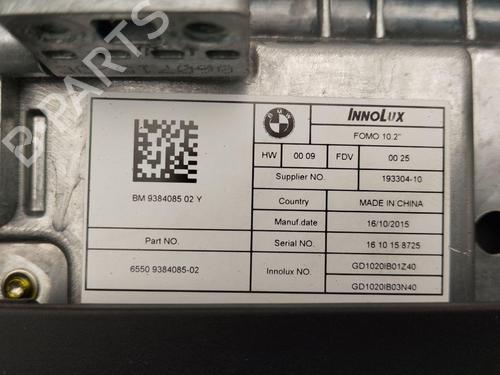 B-PARTS
BM 9384085 02 Y
BMW
INNOLUX
FOMO 10.2"
HW 00 09 FDV 00 25
Supplier NO. 193304-10
Country MADE IN CHINA
Manuf.date 16/10/2015
Part NO.
Serial NO. 16 10 15 8725
6550 9384085-02
Innolux NO. GD1020IB01Z40
GD1020IB03N40